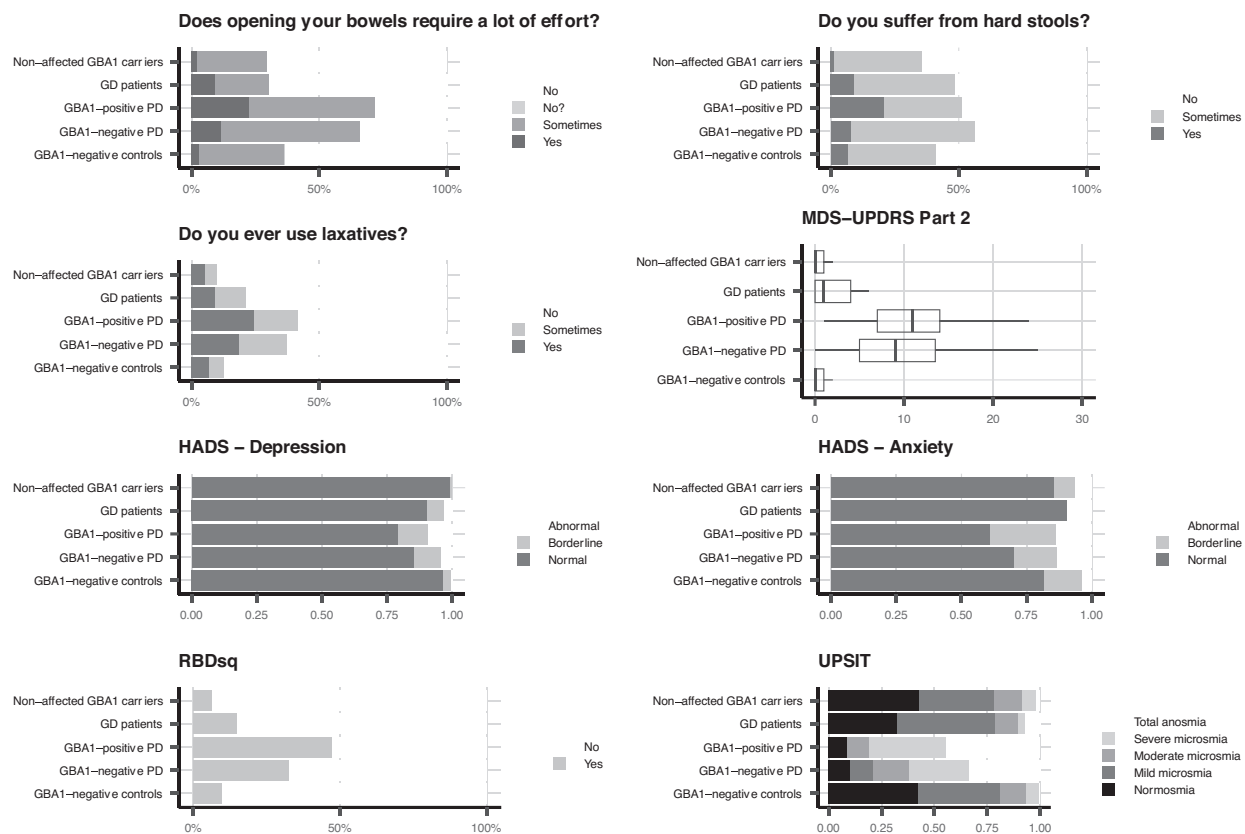 Does opening your bowels require a lot of effort?
Non–affected GBA1 carriers
GD patients
GBA1–positive PD
GBA1–negative PD
GBA1–negative controls
0% 50% 100%
No
No?
Sometimes
Yes
Do you suffer from hard stools?
Non–affected GBA1 carriers
GD patients
GBA1–positive PD
GBA1–negative PD
GBA1–negative controls
0% 50% 100%
No
Sometimes
Yes
Do you ever use laxatives?
Non–affected GBA1 carriers
GD patients
GBA1–positive PD
GBA1–negative PD
GBA1–negative controls
0% 50% 100%
No
Sometimes
Yes
MDS–UPDRS Part 2
Non–affected GBA1 carriers
GD patients
GBA1–positive PD
GBA1–negative PD
GBA1–negative controls
0 10 20 30
HADS – Depression
Non–affected GBA1 carriers
GD patients
GBA1–positive PD
GBA1–negative PD
GBA1–negative controls
0.00 0.25 0.50 0.75 1.00
Abnormal
Borderline
Normal
HADS – Anxiety
Non–affected GBA1 carriers
GD patients
GBA1–positive PD
GBA1–negative PD
GBA1–negative controls
0.00 0.25 0.50 0.75 1.00
Abnormal
Borderline
Normal
RBDsq
Non–affected GBA1 carriers
GD patients
GBA1–positive PD
GBA1–negative PD
GBA1–negative controls
0% 50% 100%
No
Yes
UPSIT
Non–affected GBA1 carriers
GD patients
GBA1–positive PD
GBA1–negative PD
GBA1–negative controls
0.00 0.25 0.50 0.75 1.00
Total anosmia
Severe microsmia
Moderate microsmia
Mild microsmia
Normosmia